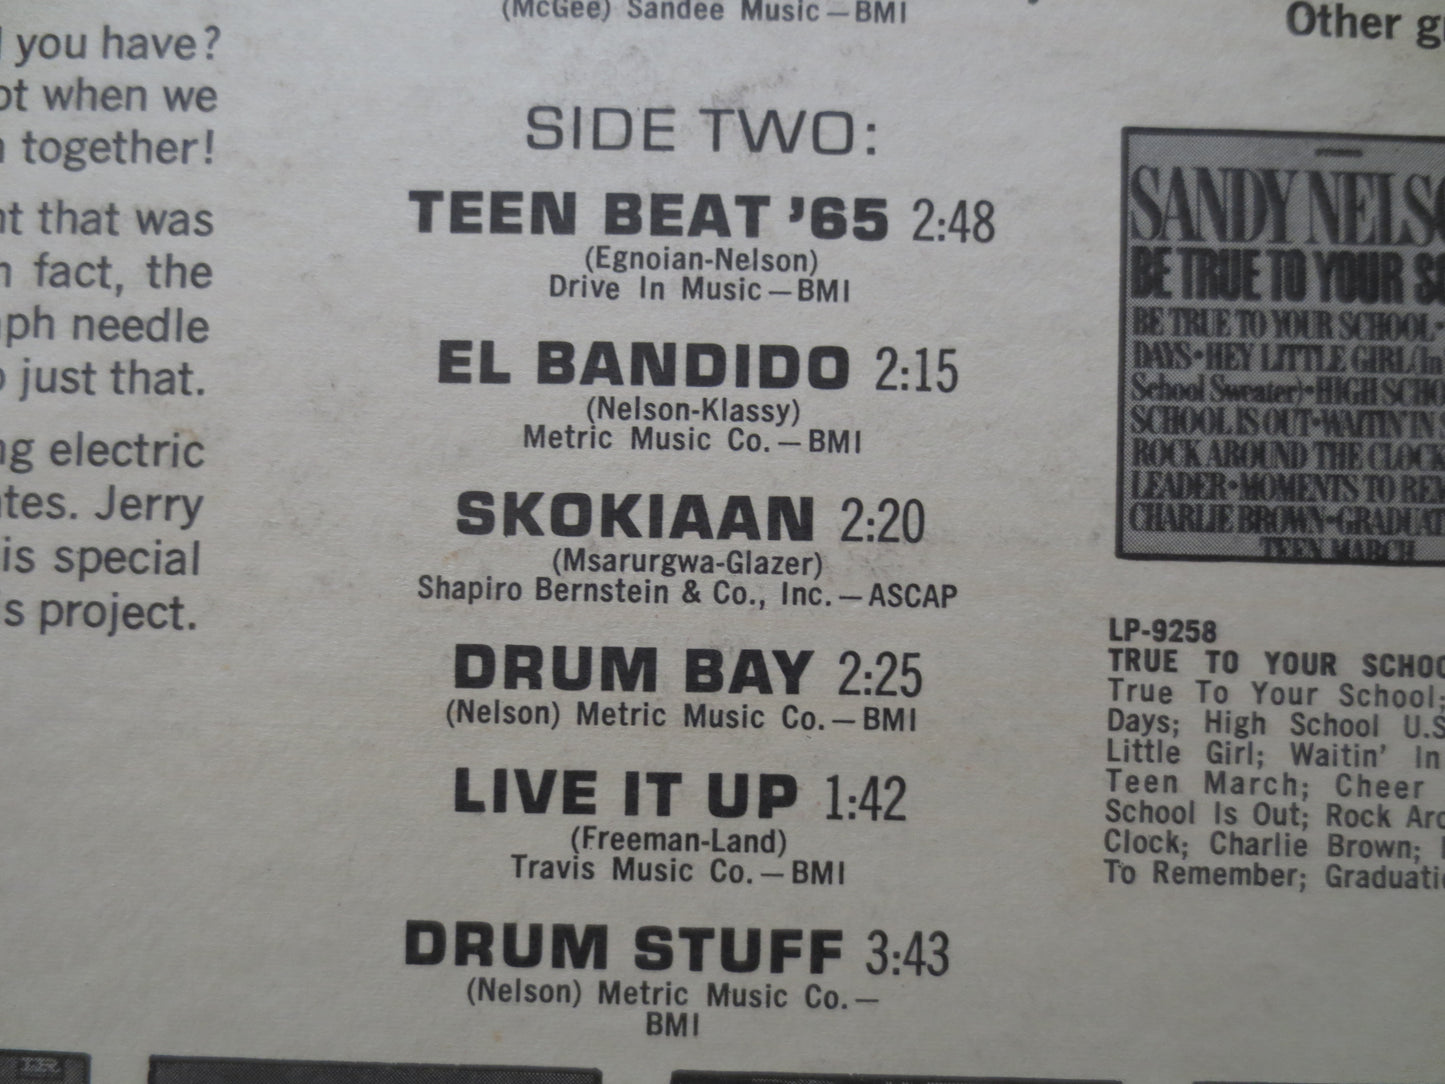 you have?
ot when we
together!
nt that was
fact, the
ph needle
just that.
ng electric
tes. Jerry
is special
s project.
(McGee) Sandee Music—BMI
SIDE TWO:
TEEN BEAT '65 2:48
(Egnoian-Nelson)
Drive In Music—BMI
EL BANDIDO 2:15
(Nelson-Klassy)
Metric Music Co.—BMI
SKOKIAAN 2:20
(Msarurgwa-Glazer)
Shapiro Bernstein & Co., Inc.—ASCAP
DRUM BAY 2:25
(Nelson) Metric Music Co.—BMI
LIVE IT UP 1:42
(Freeman-Land)
Travis Music Co.—BMI
DRUM STUFF 3:43
(Nelson) Metric Music Co.—
BMI
Other g
SANDY NELSO
BE TRUE TO YOUR S
BE TRUE TO YOUR SCHOOL•
DAYS•HEY LITTLE GIRL(In
School Sweater)•HIGH SCHO
SCHOOL IS OUT•WAITIN' IN S
ROCK AROUND THE CLOCK
LEADER•MOMENTS TO REM
CHARLIE BROWN•GRADUAT
TEEN MARCH
LP-9258
TRUE TO YOUR SCHOO
True To Your School;
Days; High School U.S
Little Girl; Waitin' In
Teen March; Cheer
School Is Out; Rock Aro
Clock; Charlie Brown;
To Remember; Graduati